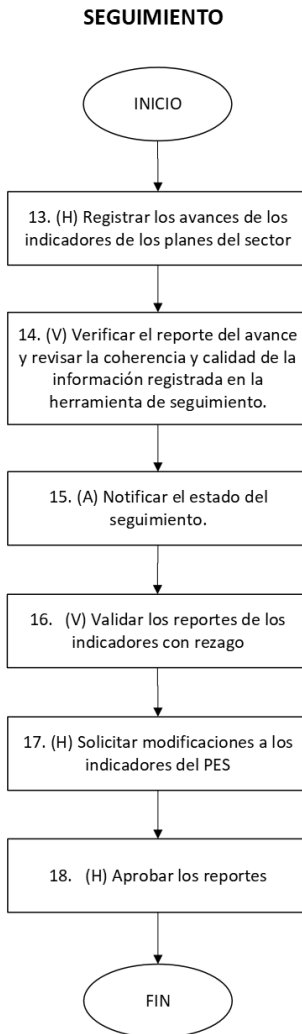 SEGUIMIENTO
INICIO
13. (H) Registrar los avances de los
indicadores de los planes del sector
14. (V) Verificar el reporte del avance
y revisar la coherencia y calidad de la
información registrada en la
herramienta de seguimiento.
15. (A) Notificar el estado del
seguimiento.
16. (V) Validar los reportes de los
indicadores con rezago
17. (H) Solicitar modificaciones a los
indicadores del PES
18. (H) Aprobar los reportes
FIN